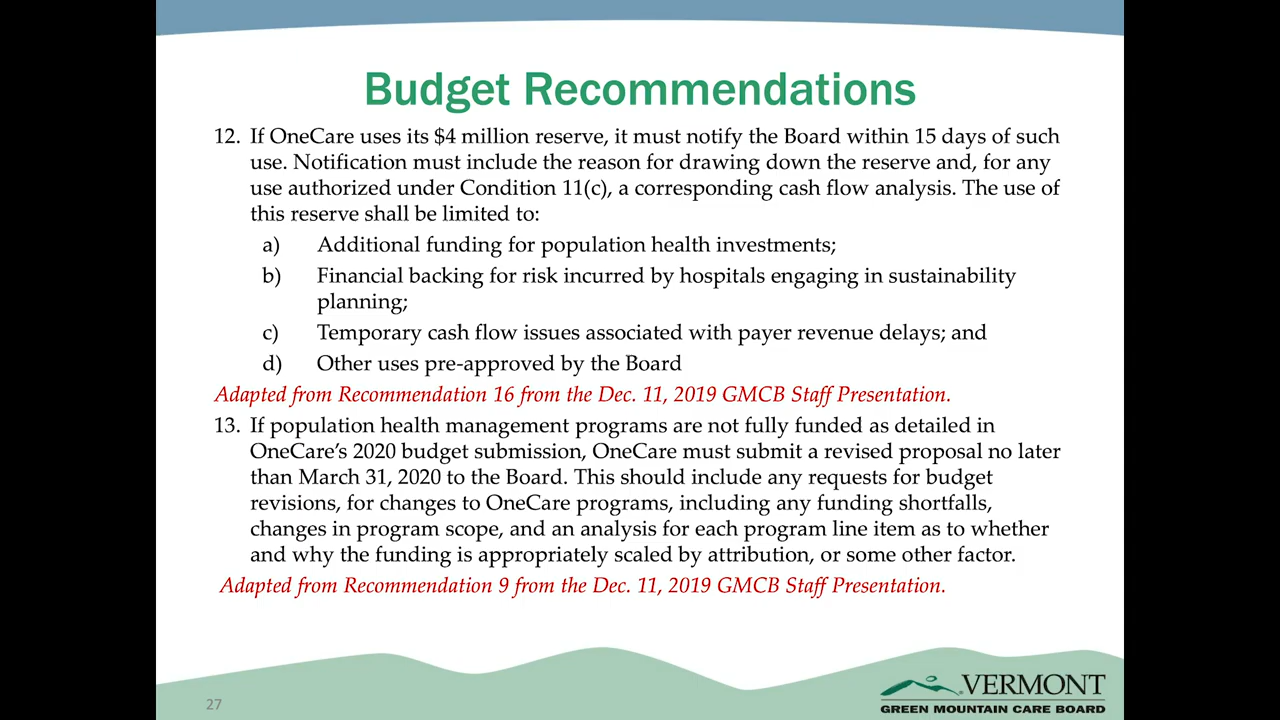 Budget Recommendations
12. If OneCare uses its $4 million reserve, it must notify the Board within 15 days of such
use. Notification must include the reason for drawing down the reserve and, for any
use authorized under Condition 11(c), a corresponding cash flow analysis. The use of
this reserve shall be limited to:
a) Additional funding for population health investments;
b) Financial backing for risk incurred by hospitals engaging in sustainability
planning;
c) Temporary cash flow issues associated with payer revenue delays; and
d) Other uses pre-approved by the Board
Adapted from Recommendation 16 from the Dec. 11, 2019 GMCB Staff Presentation.
13. If population health management programs are not fully funded as detailed in
OneCare’s 2020 budget submission, OneCare must submit a revised proposal no later
than March 31, 2020 to the Board. This should include any requests for budget
revisions, for changes to OneCare programs, including any funding shortfalls,
changes in program scope, and an analysis for each program line item as to whether
and why the funding is appropriately scaled by attribution, or some other factor.
Adapted from Recommendation 9 from the Dec. 11, 2019 GMCB Staff Presentation.
27
VERMONT
GREEN MOUNTAIN CARE BOARD